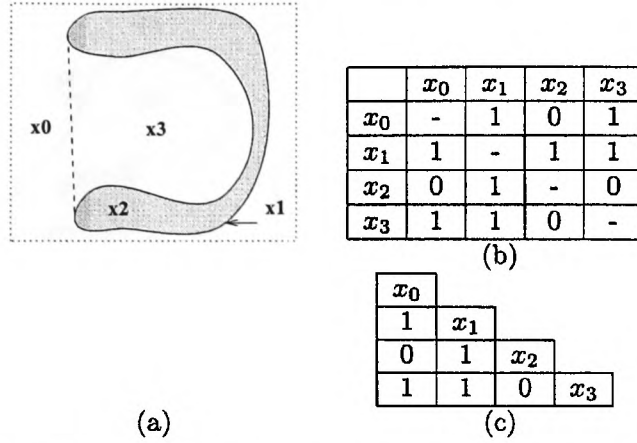 x0
x3
x2
x1
(a)
x₀ x₁ x₂ x₃
x₀ - 1 0 1
x₁ 1 - 1 1
x₂ 0 1 - 0
x₃ 1 1 0 -
(b)
x₀
1 x₁
0 1 x₂
1 1 0 x₃
(c)